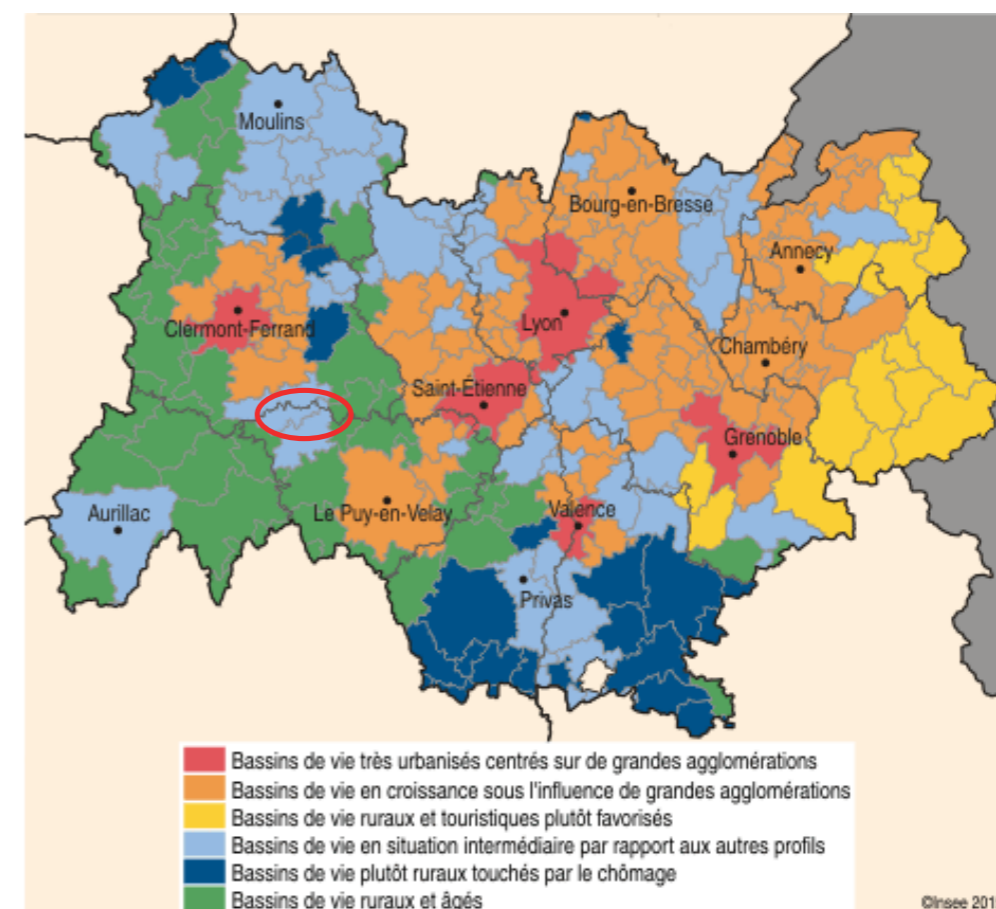 Moulins
Bourg-en-Bresse
Annecy
Clermont-Ferrand
Lyon
Chambéry
Saint-Étienne
Grenoble
Aurillac
Le Puy-en-Velay
Valence
Privas
Bassins de vie très urbanisés centrés sur de grandes agglomérations
Bassins de vie en croissance sous l'influence de grandes agglomérations
Bassins de vie ruraux et touristiques plutôt favorisés
Bassins de vie en situation intermédiaire par rapport aux autres profils
Bassins de vie plutôt ruraux touchés par le chômage
Bassins de vie ruraux et âgés
©Insee 201